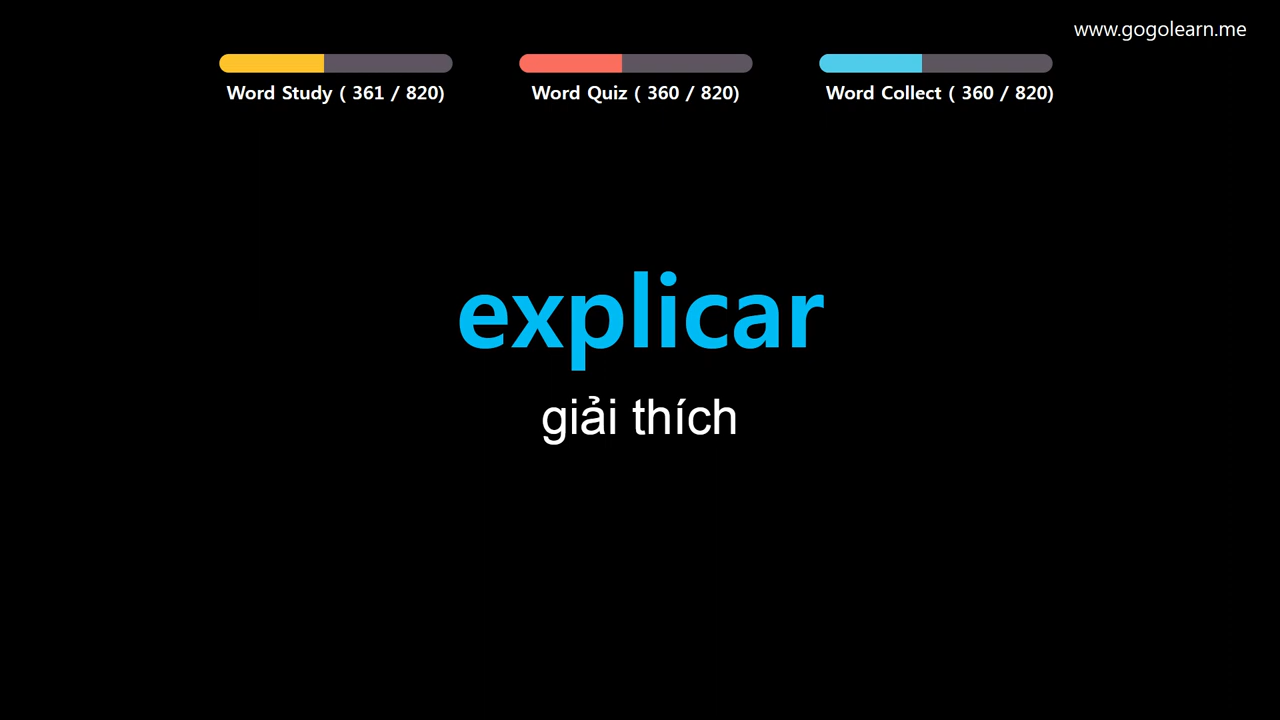 www.gogolearn.me
Word Study ( 361 / 820)
Word Quiz ( 360 / 820)
Word Collect ( 360 / 820)
explicar
giải thích